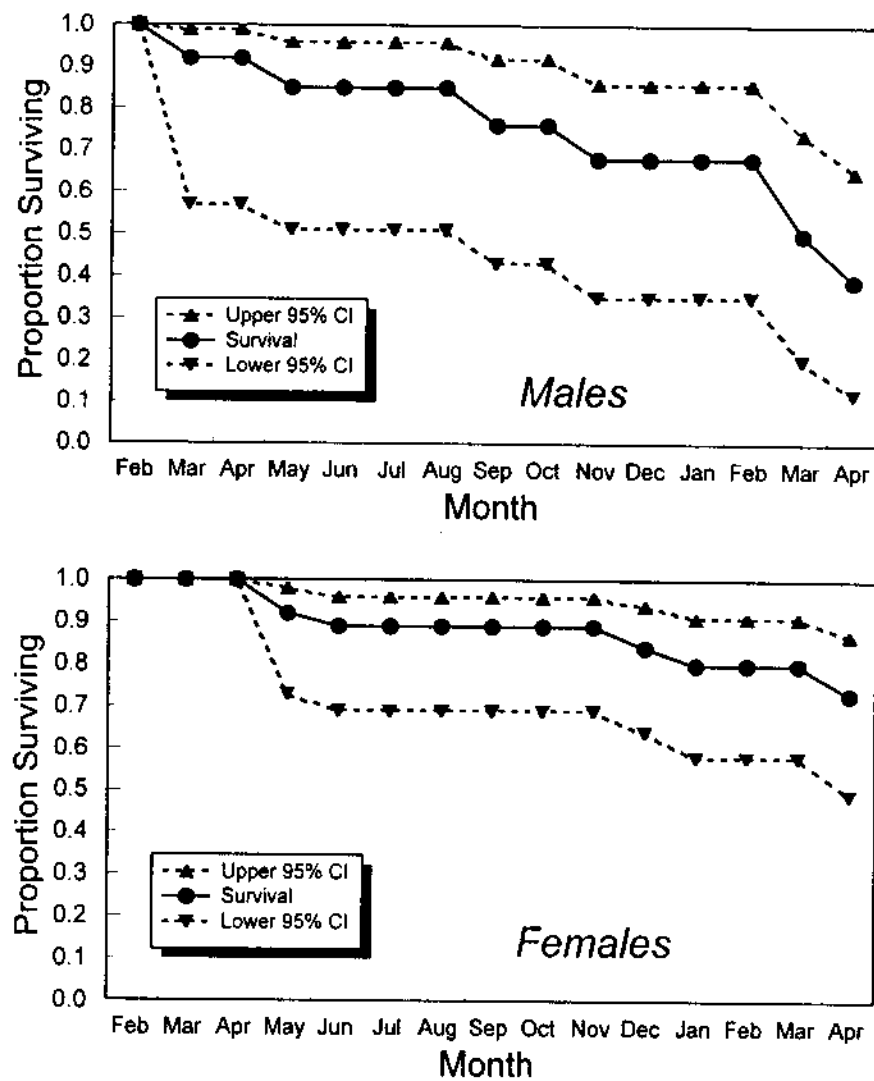 Proportion Surviving
1.0
0.9
0.8
0.7
0.6
0.5
0.4
0.3
0.2
0.1
0.0
Upper 95% CI
Survival
Lower 95% CI
Males
Feb Mar Apr May Jun Jul Aug Sep Oct Nov Dec Jan Feb Mar Apr
Month
Proportion Surviving
1.0
0.9
0.8
0.7
0.6
0.5
0.4
0.3
0.2
0.1
0.0
Upper 95% CI
Survival
Lower 95% CI
Females
Feb Mar Apr May Jun Jul Aug Sep Oct Nov Dec Jan Feb Mar Apr
Month